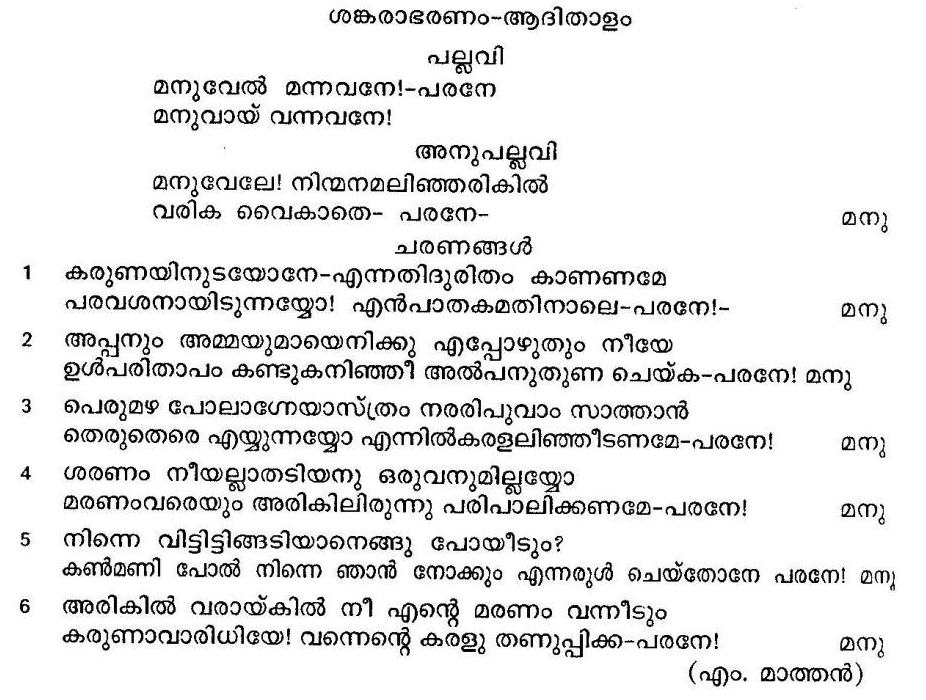 ശങ്കരാഭരണം-ആദിതാളം
പല്ലവി
മനുവേൽ മന്നവനേ!-പരനേ
മനുവായ് വന്നവനേ!
അനുപല്ലവി
മനുവേലേ! നിന്മനമലിഞ്ഞരികിൽ
വരിക വൈകാതെ- പരനേ- മനു
ചരണങ്ങൾ
1 കരുണയിനുടയോനേ-എന്നതിദുരിതം കാണണമേ
പരവശനായിടുന്നയ്യോ! എൻപാതകമതിനാലെ-പരനേ!- മനു
2 അപ്പനും അമ്മയുമായെനിക്കു എപ്പോഴുതും നീയേ
ഉൾപരിതാപം കണ്ടുകനിഞ്ഞീ അൽപനുതുണ ചെയ്ക-പരനേ! മനു
3 പെരുമഴ പോലാഗ്നേയാസ്ത്രം നരരിപുവാം സാത്താൻ
തെരുതെരെ എയ്യുന്നയ്യോ എന്നിൽകരളലിഞ്ഞീടണമേ-പരനേ! മനു
4 ശരണം നീയല്ലാതടിയനു ഒരുവനുമില്ലയ്യോ
മരണംവരെയും അരികിലിരുന്നു പരിപാലിക്കണമേ-പരനേ! മനു
5 നിന്നെ വിട്ടിട്ടിങ്ങടിയാനെങ്ങു പോയീടും?
കൺമണി പോൽ നിന്നെ ഞാൻ നോക്കും എന്നരുൾ ചെയ്തോനേ പരനേ! മനു
6 അരികിൽ വരായ്കിൽ നീ എന്റെ മരണം വന്നീടും
കരുണാവാരിധിയേ! വന്നെന്റെ കരളു തണുപ്പിക്ക-പരനേ! മനു
(എം. മാത്തൻ)